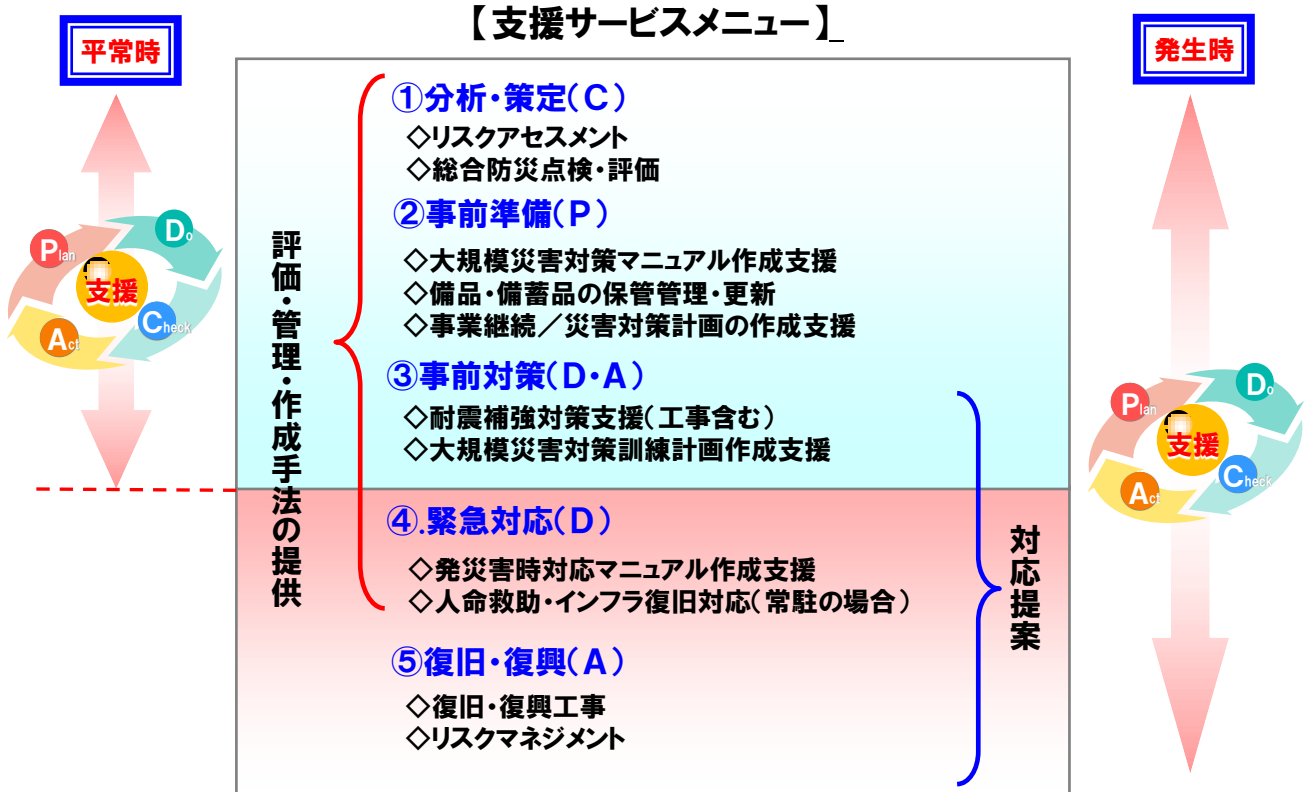 【支援サービスメニュー】_
平常時
発生時
①分析・策定(C)
◇リスクアセスメント
◇総合防災点検・評価
②事前準備(P)
◇大規模災害対策マニュアル作成支援
◇備品・備蓄品の保管管理・更新
◇事業継続/災害対策計画の作成支援
③事前対策(D・A)
◇耐震補強対策支援(工事含む)
◇大規模災害対策訓練計画作成支援
④.緊急対応(D)
◇発災害時対応マニュアル作成支援
◇人命救助・インフラ復旧対応(常駐の場合)
⑤復旧・復興(A)
◇復旧・復興工事
◇リスクマネジメント
評価・管理・作成手法の提供
対応提案
Plan
Do
支援
Check
Act
Plan
Do
支援
Check
Act